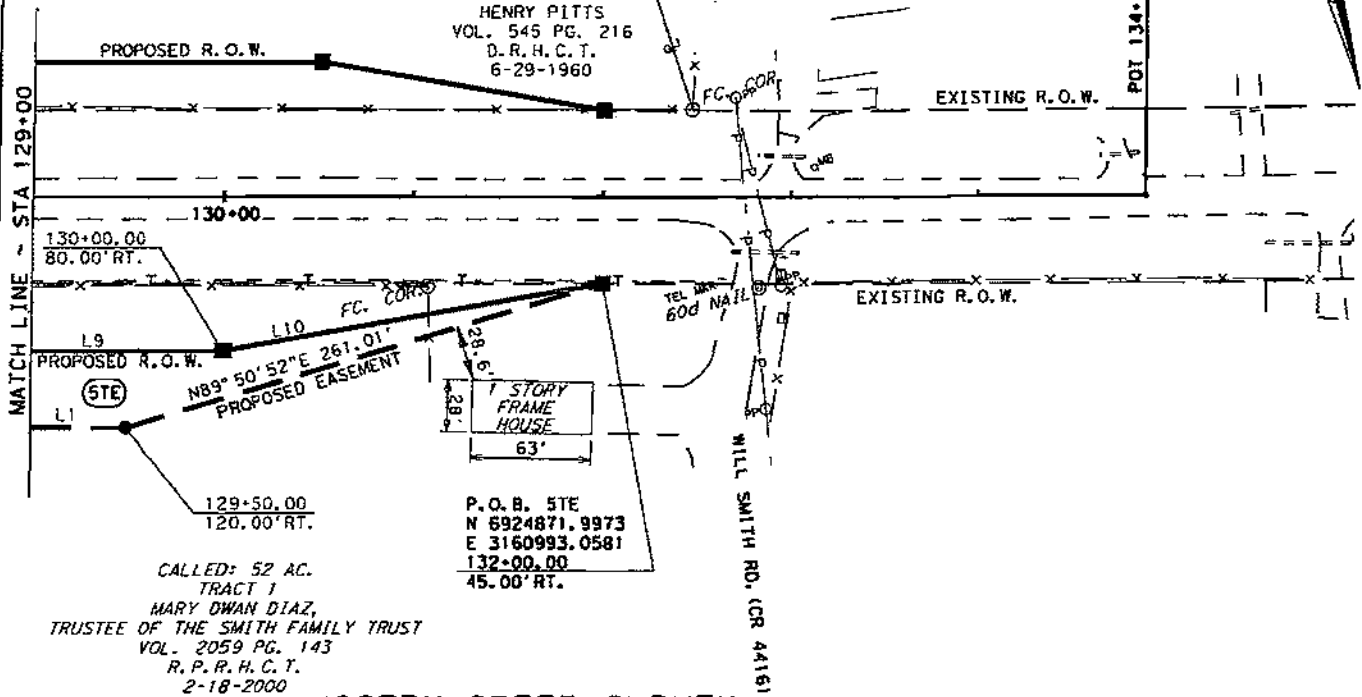 HENRY PITTS
VOL. 545 PG. 216
D.R.H.C.T.
6-29-1960
PROPOSED R.O.W.
FC. COR.
PP
EXISTING R.O.W.
POT 134+
MATCH LINE ~ STA 129+00
MB
130+00
130+00.00
80.00'RT.
T
T
T
T
FC. COR.
TEL MKR
60d NAIL
PP
EXISTING R.O.W.
L9
L10
PROPOSED R.O.W.
N89°50'52"E 261.01'
PROPOSED EASEMENT
5TE
L1
28.6'
28'
1 STORY
FRAME
HOUSE
63'
PP
129+50.00
120.00'RT.
P.O.B. 5TE
N 6924871.9973
E 3160993.0581
132+00.00
45.00'RT.
WILL SMITH RD. (CR 4416)
CALLED: 52 AC.
TRACT 1
MARY DWAN DIAZ,
TRUSTEE OF THE SMITH FAMILY TRUST
VOL. 2059 PG. 143
R.P.R.H.C.T.
2-18-2000